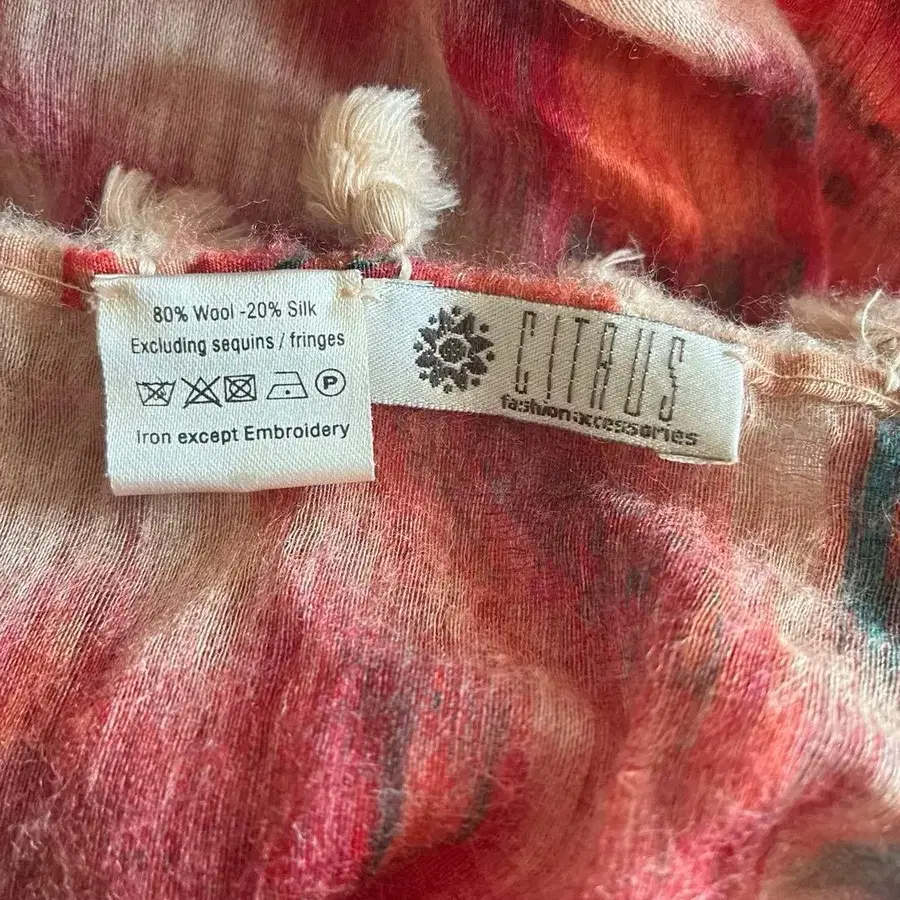 80% Wool -20% Silk
Excluding sequins / fringes
P
Iron except Embroidery
CITRUS
fashion accessories